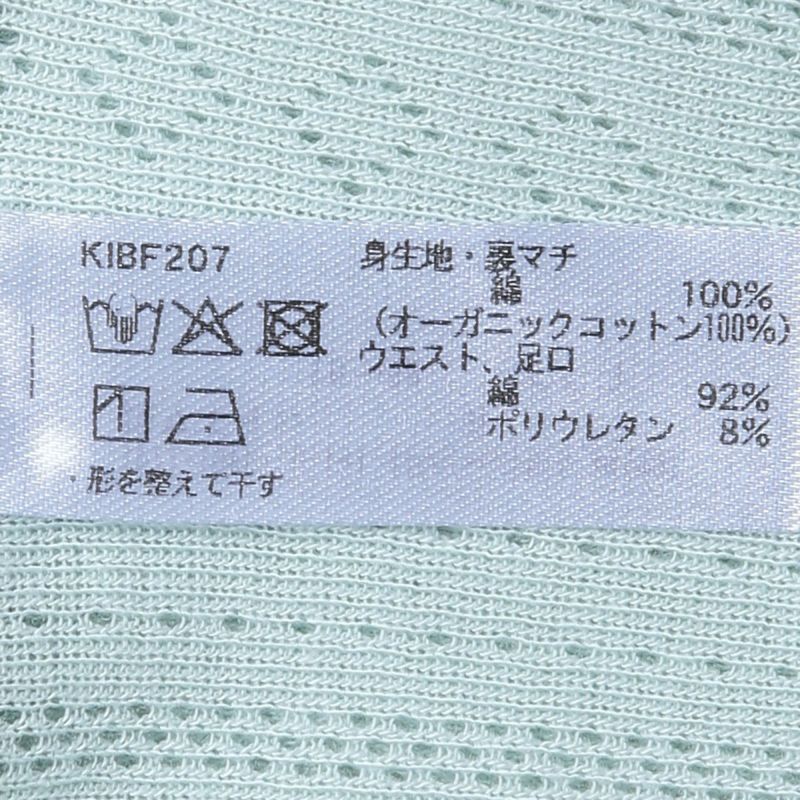 KIBF207
・形を整えて干す
身生地・裏マチ
綿 100%
(オーガニックコットン100%)
ウエスト、足口
綿 92%
ポリウレタン 8%